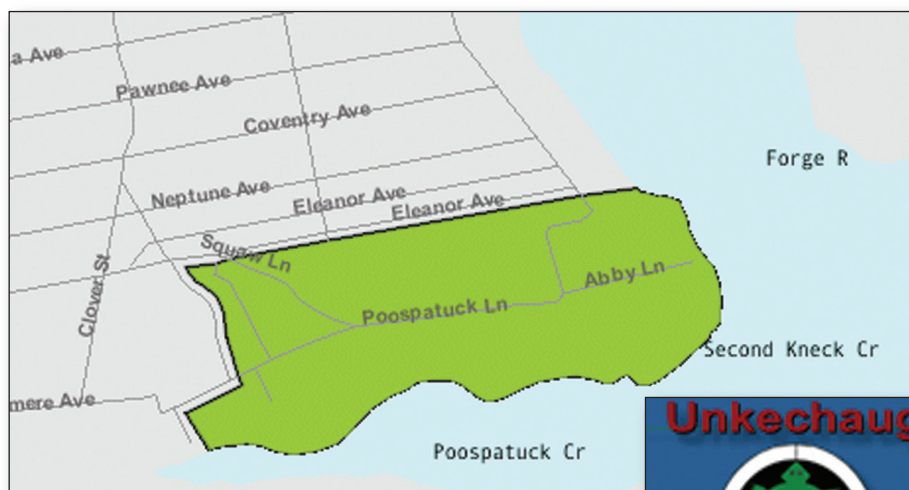 a Ave
Pawnee Ave
Coventry Ave
Forge R
Neptune Ave
Eleanor Ave
Eleanor Ave
Squaw Ln
Clover St
Abby Ln
Poospatuck Ln
Second Kneck Cr
mere Ave
Unkechaug
Poospatuck Cr